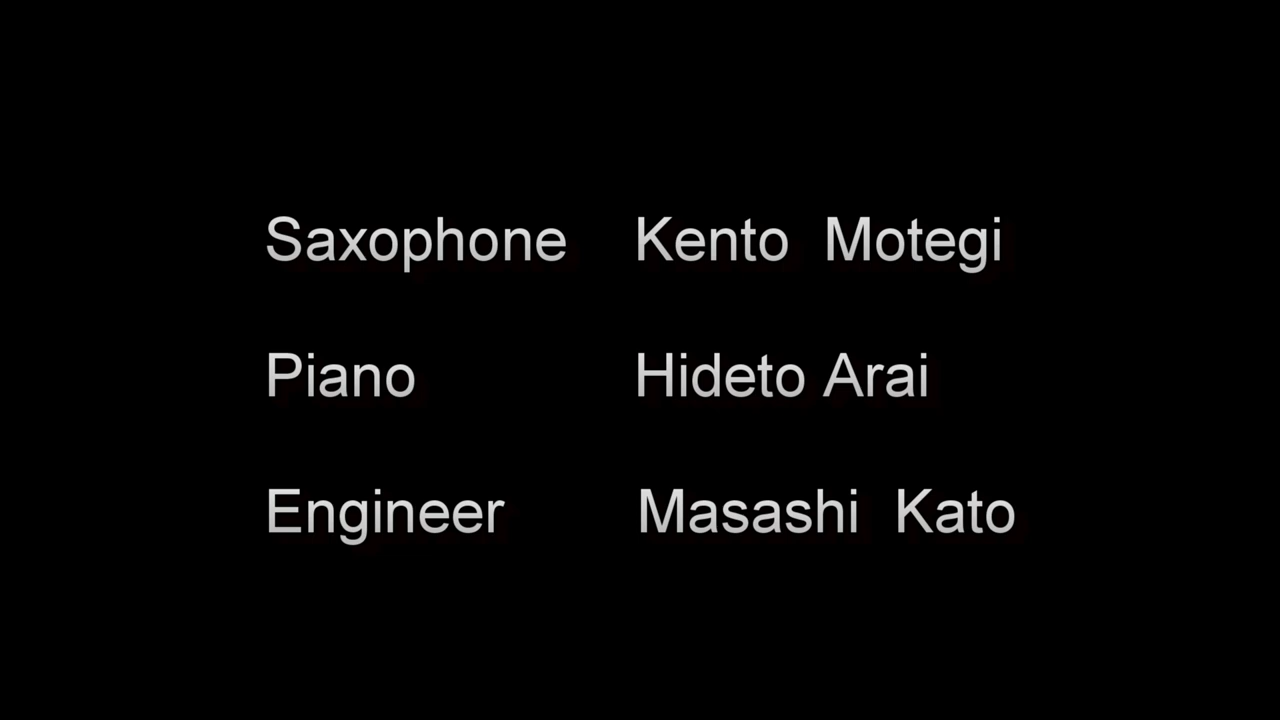 Saxophone Kento Motegi
Piano Hideto Arai
Engineer Masashi Kato